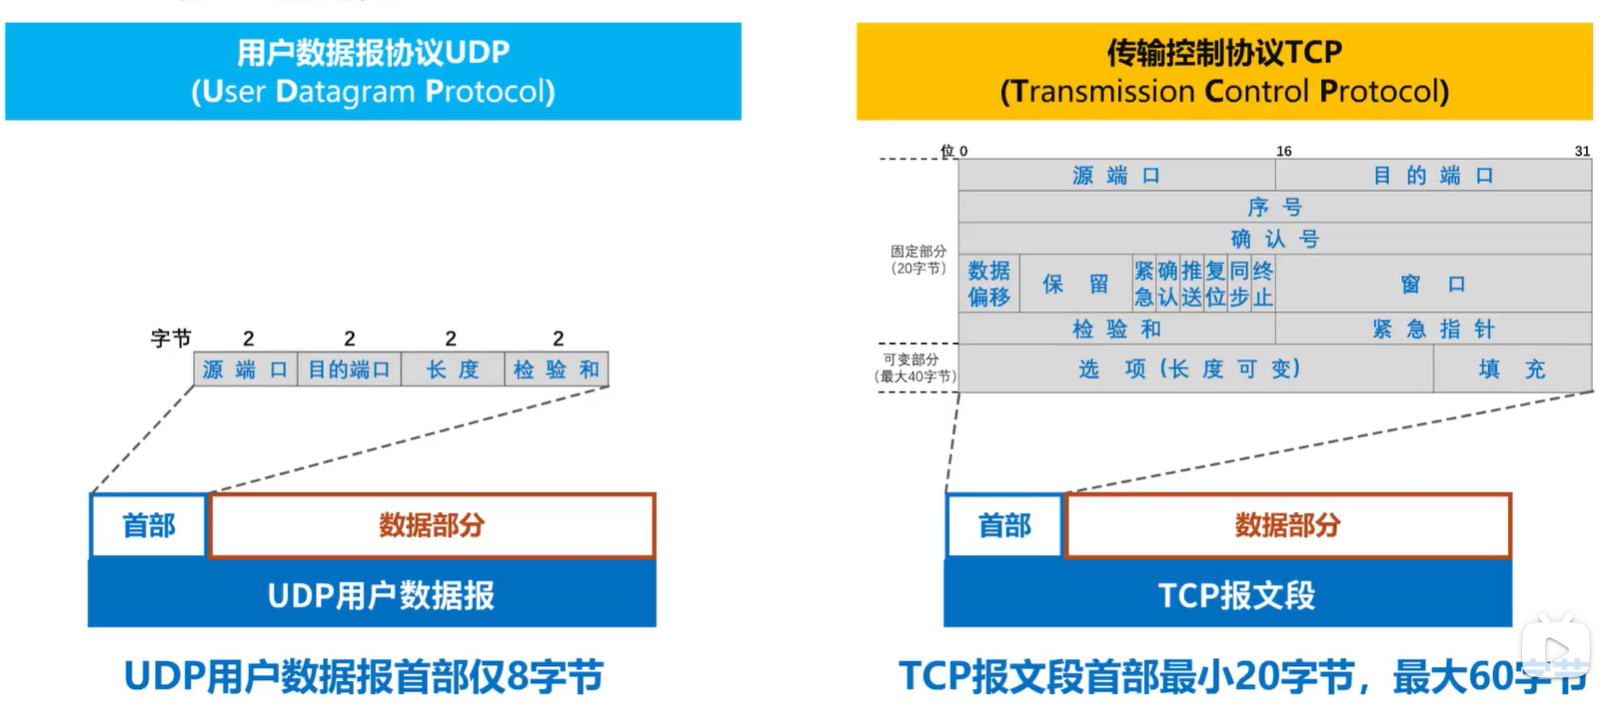 用户数据报协议UDP
(User Datagram Protocol)
字节 2 2 2 2
源端口 目的端口 长度 检验和
首部 数据部分
UDP用户数据报
UDP用户数据报首部仅8字节
传输控制协议TCP
(Transmission Control Protocol)
位 0 16 31
源端口 目的端口
序号
确认号
固定部分
(20字节)
数据偏移 保留 紧急 确认 推送 复位 同步 终止 窗口
检验和 紧急指针
可变部分
(最大40字节)
选项(长度可变) 填充
首部 数据部分
TCP报文段
TCP报文段首部最小20字节，最大60字节